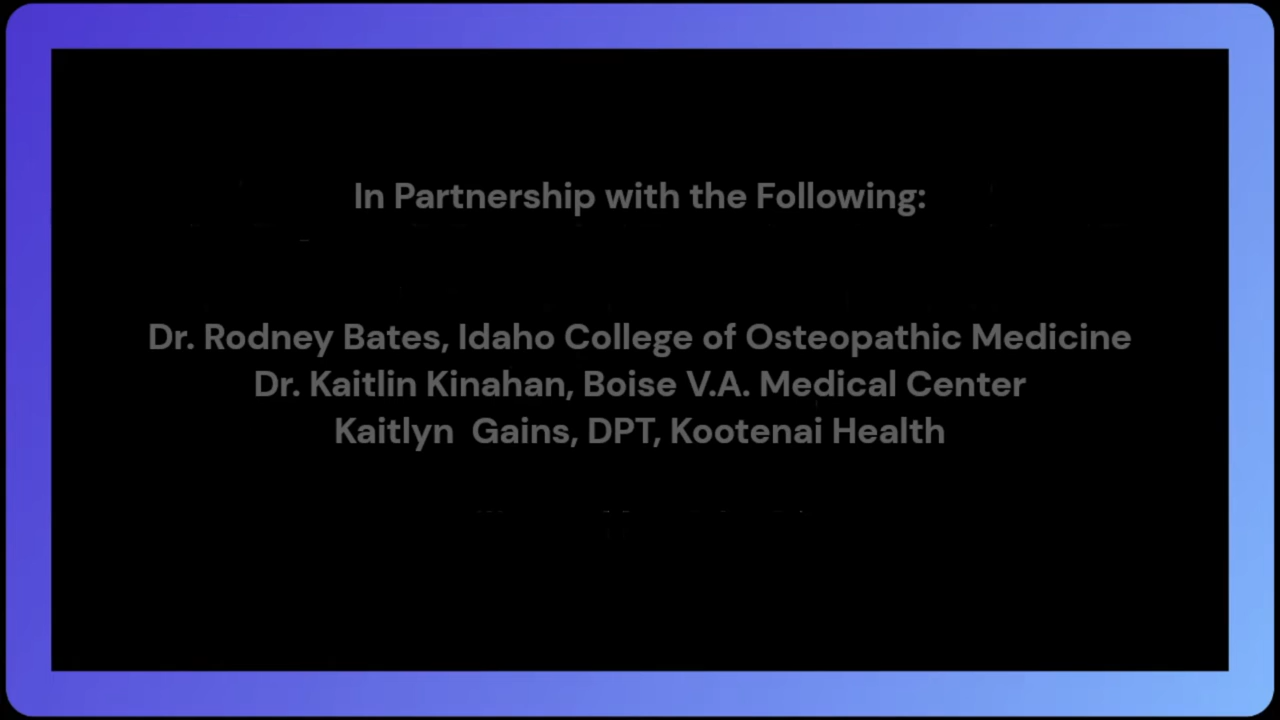 In Partnership with the Following:
Dr. Rodney Bates, Idaho College of Osteopathic Medicine
Dr. Kaitlin Kinahan, Boise V.A. Medical Center
Kaitlyn  Gains, DPT, Kootenai Health